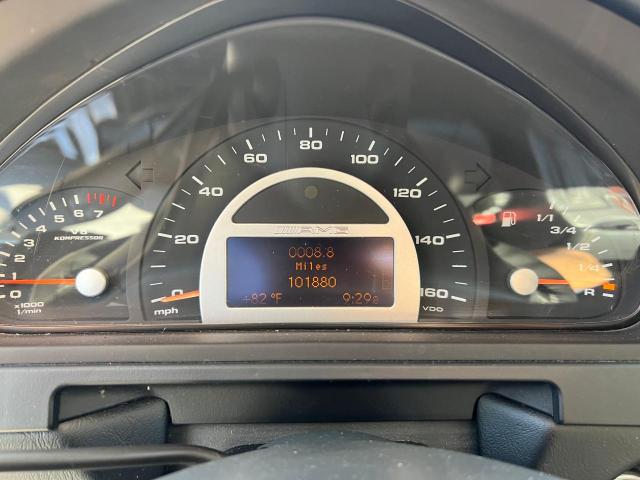 0 20 40 60 80 100 120 140 160
mph
VDO
0 1 2 3 4 5 6 7
V6
KOMPRESSOR
x1000
1/min
AMG
0008.8
Miles
101880
+82°F 9:29
1/1
3/4
1/2
1/4
R